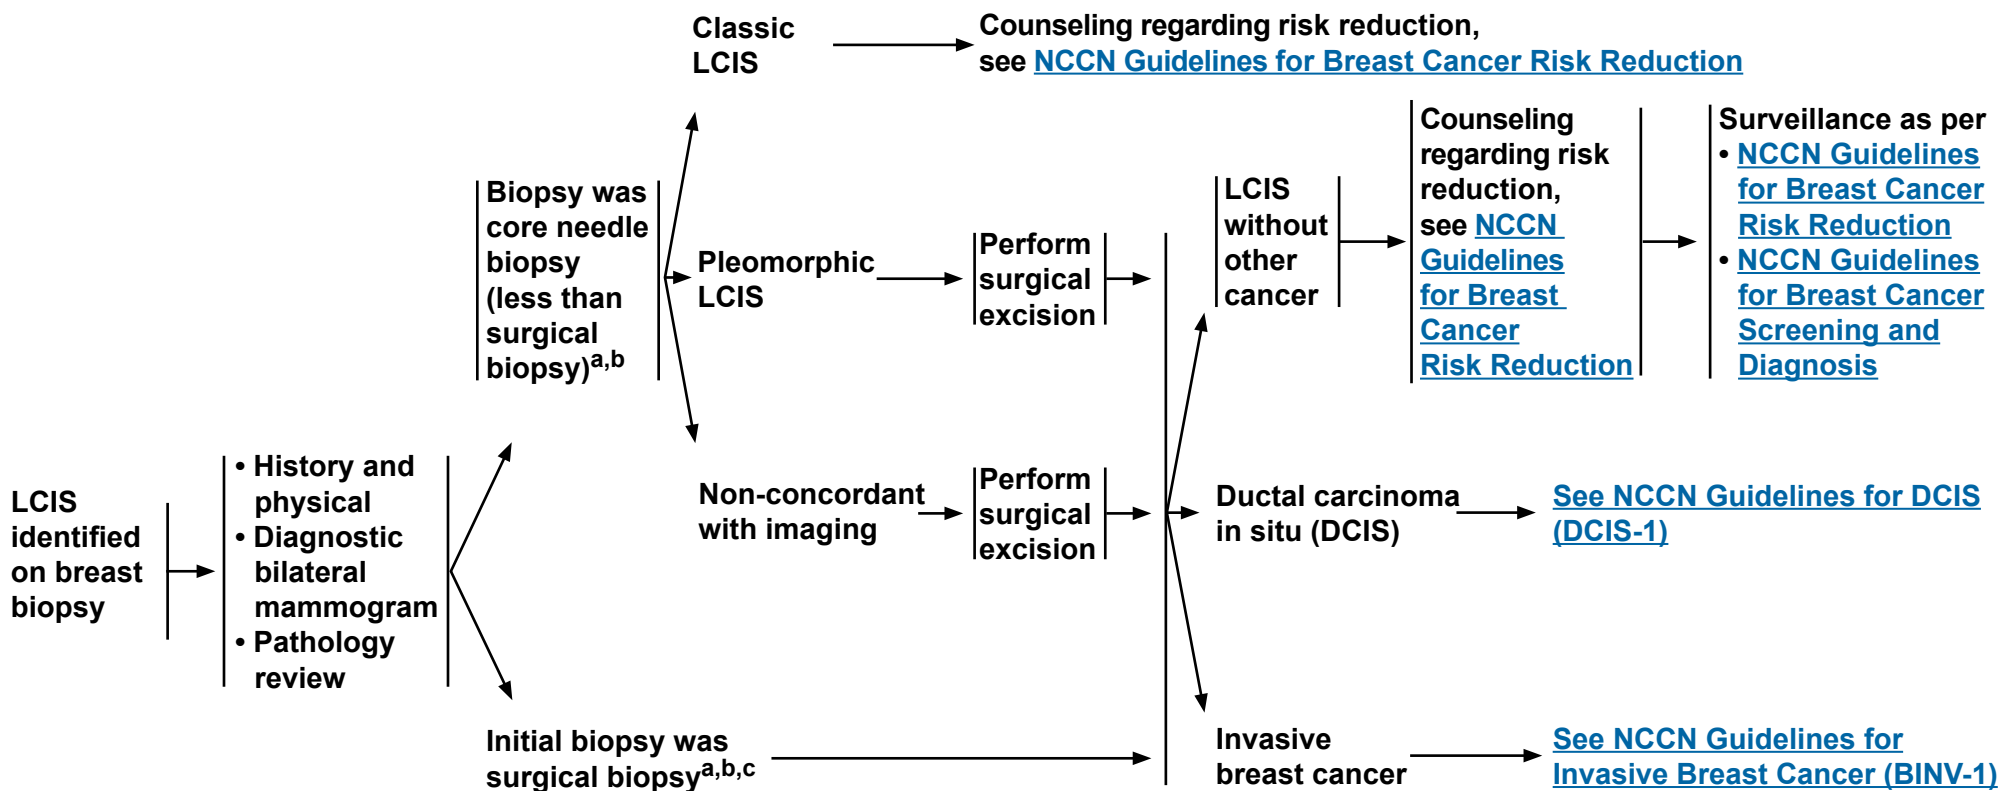 Classic
LCIS
Counseling regarding risk reduction,
see NCCN Guidelines for Breast Cancer Risk Reduction
Biopsy was
core needle
biopsy
(less than
surgical
biopsy)a,b
Pleomorphic
LCIS
Perform
surgical
excision
LCIS
without
other
cancer
Counseling
regarding risk
reduction,
see NCCN
Guidelines
for Breast
Cancer
Risk Reduction
Surveillance as per
• NCCN Guidelines
for Breast Cancer
Risk Reduction
• NCCN Guidelines
for Breast Cancer
Screening and
Diagnosis
LCIS
identified
on breast
biopsy
• History and
physical
• Diagnostic
bilateral
mammogram
• Pathology
review
Non-concordant
with imaging
Perform
surgical
excision
Ductal carcinoma
in situ (DCIS)
See NCCN Guidelines for DCIS
(DCIS-1)
Initial biopsy was
surgical biopsya,b,c
Invasive
breast cancer
See NCCN Guidelines for
Invasive Breast Cancer (BINV-1)